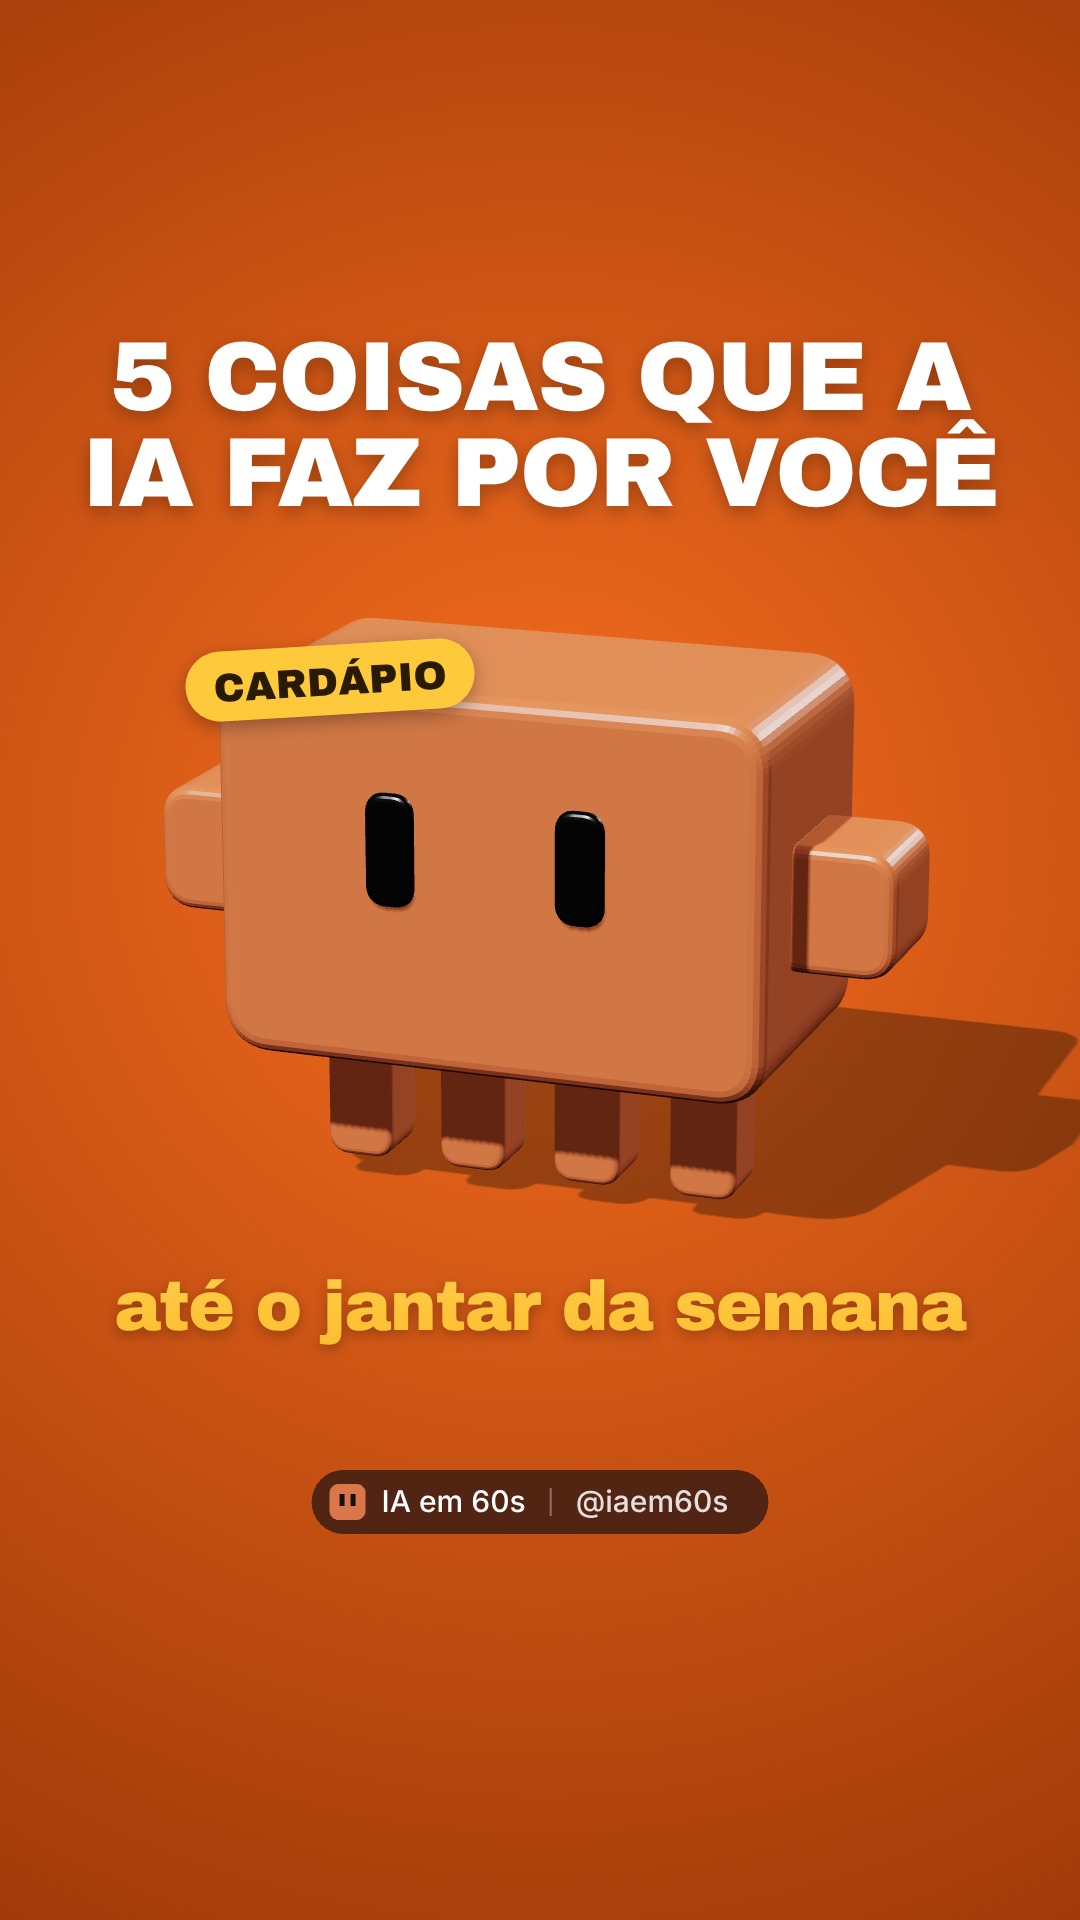 5 COISAS QUE A
IA FAZ POR VOCÊ
CARDÁPIO
até o jantar da semana
IA em 60s | @iaem60s